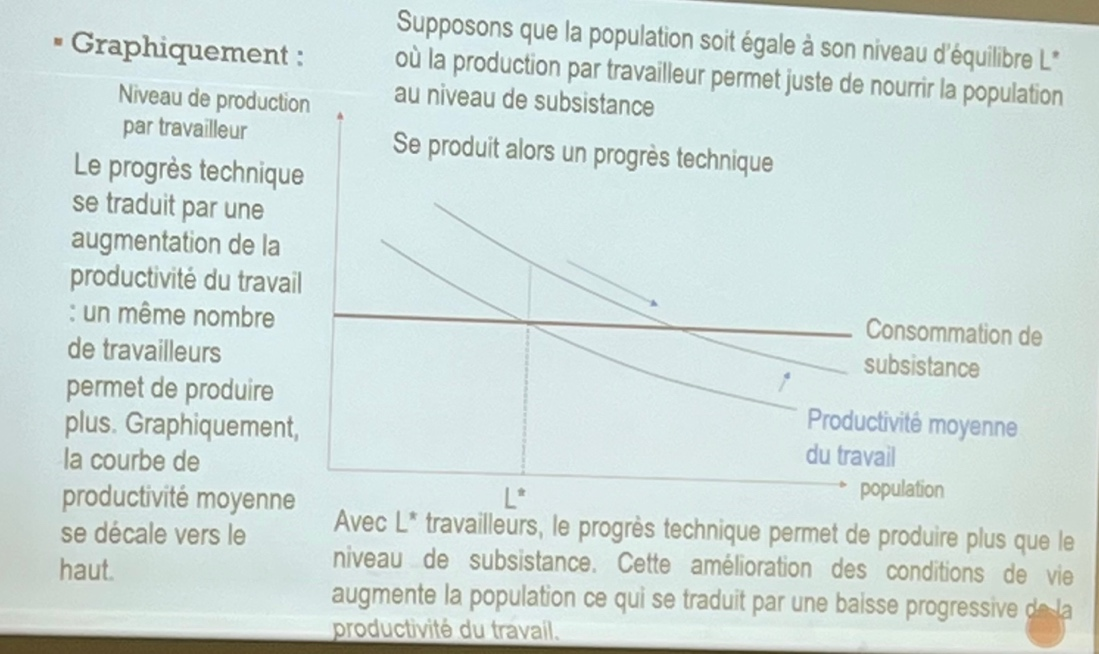 ▪ Graphiquement :
Supposons que la population soit égale à son niveau d'équilibre L*
où la production par travailleur permet juste de nourrir la population
au niveau de subsistance
Se produit alors un progrès technique
Niveau de production
par travailleur
Le progrès technique
se traduit par une
augmentation de la
productivité du travail
: un même nombre
de travailleurs
permet de produire
plus. Graphiquement,
la courbe de
productivité moyenne
se décale vers le
haut.
Consommation de
subsistance
Productivité moyenne
du travail
population
L*
Avec L* travailleurs, le progrès technique permet de produire plus que le
niveau de subsistance. Cette amélioration des conditions de vie
augmente la population ce qui se traduit par une baisse progressive de la
productivité du travail.